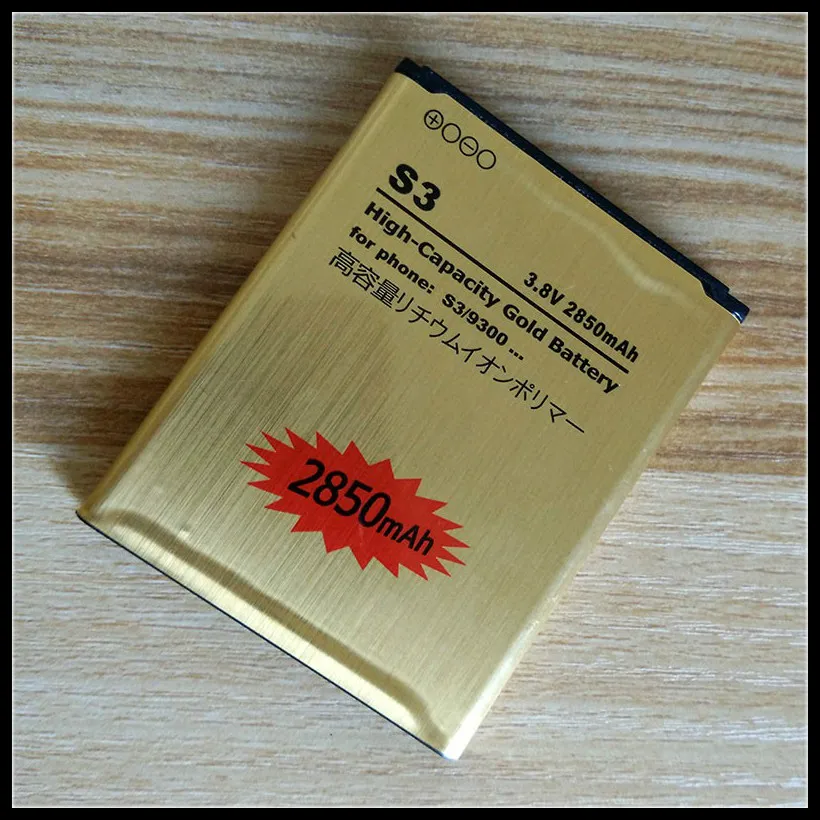 ⊕○⊖○
S3
3.8V 2850mAh
High-Capacity Gold Battery
for phone: S3/9300 ...
高容量リチウムイオンポリマー
2850mAh